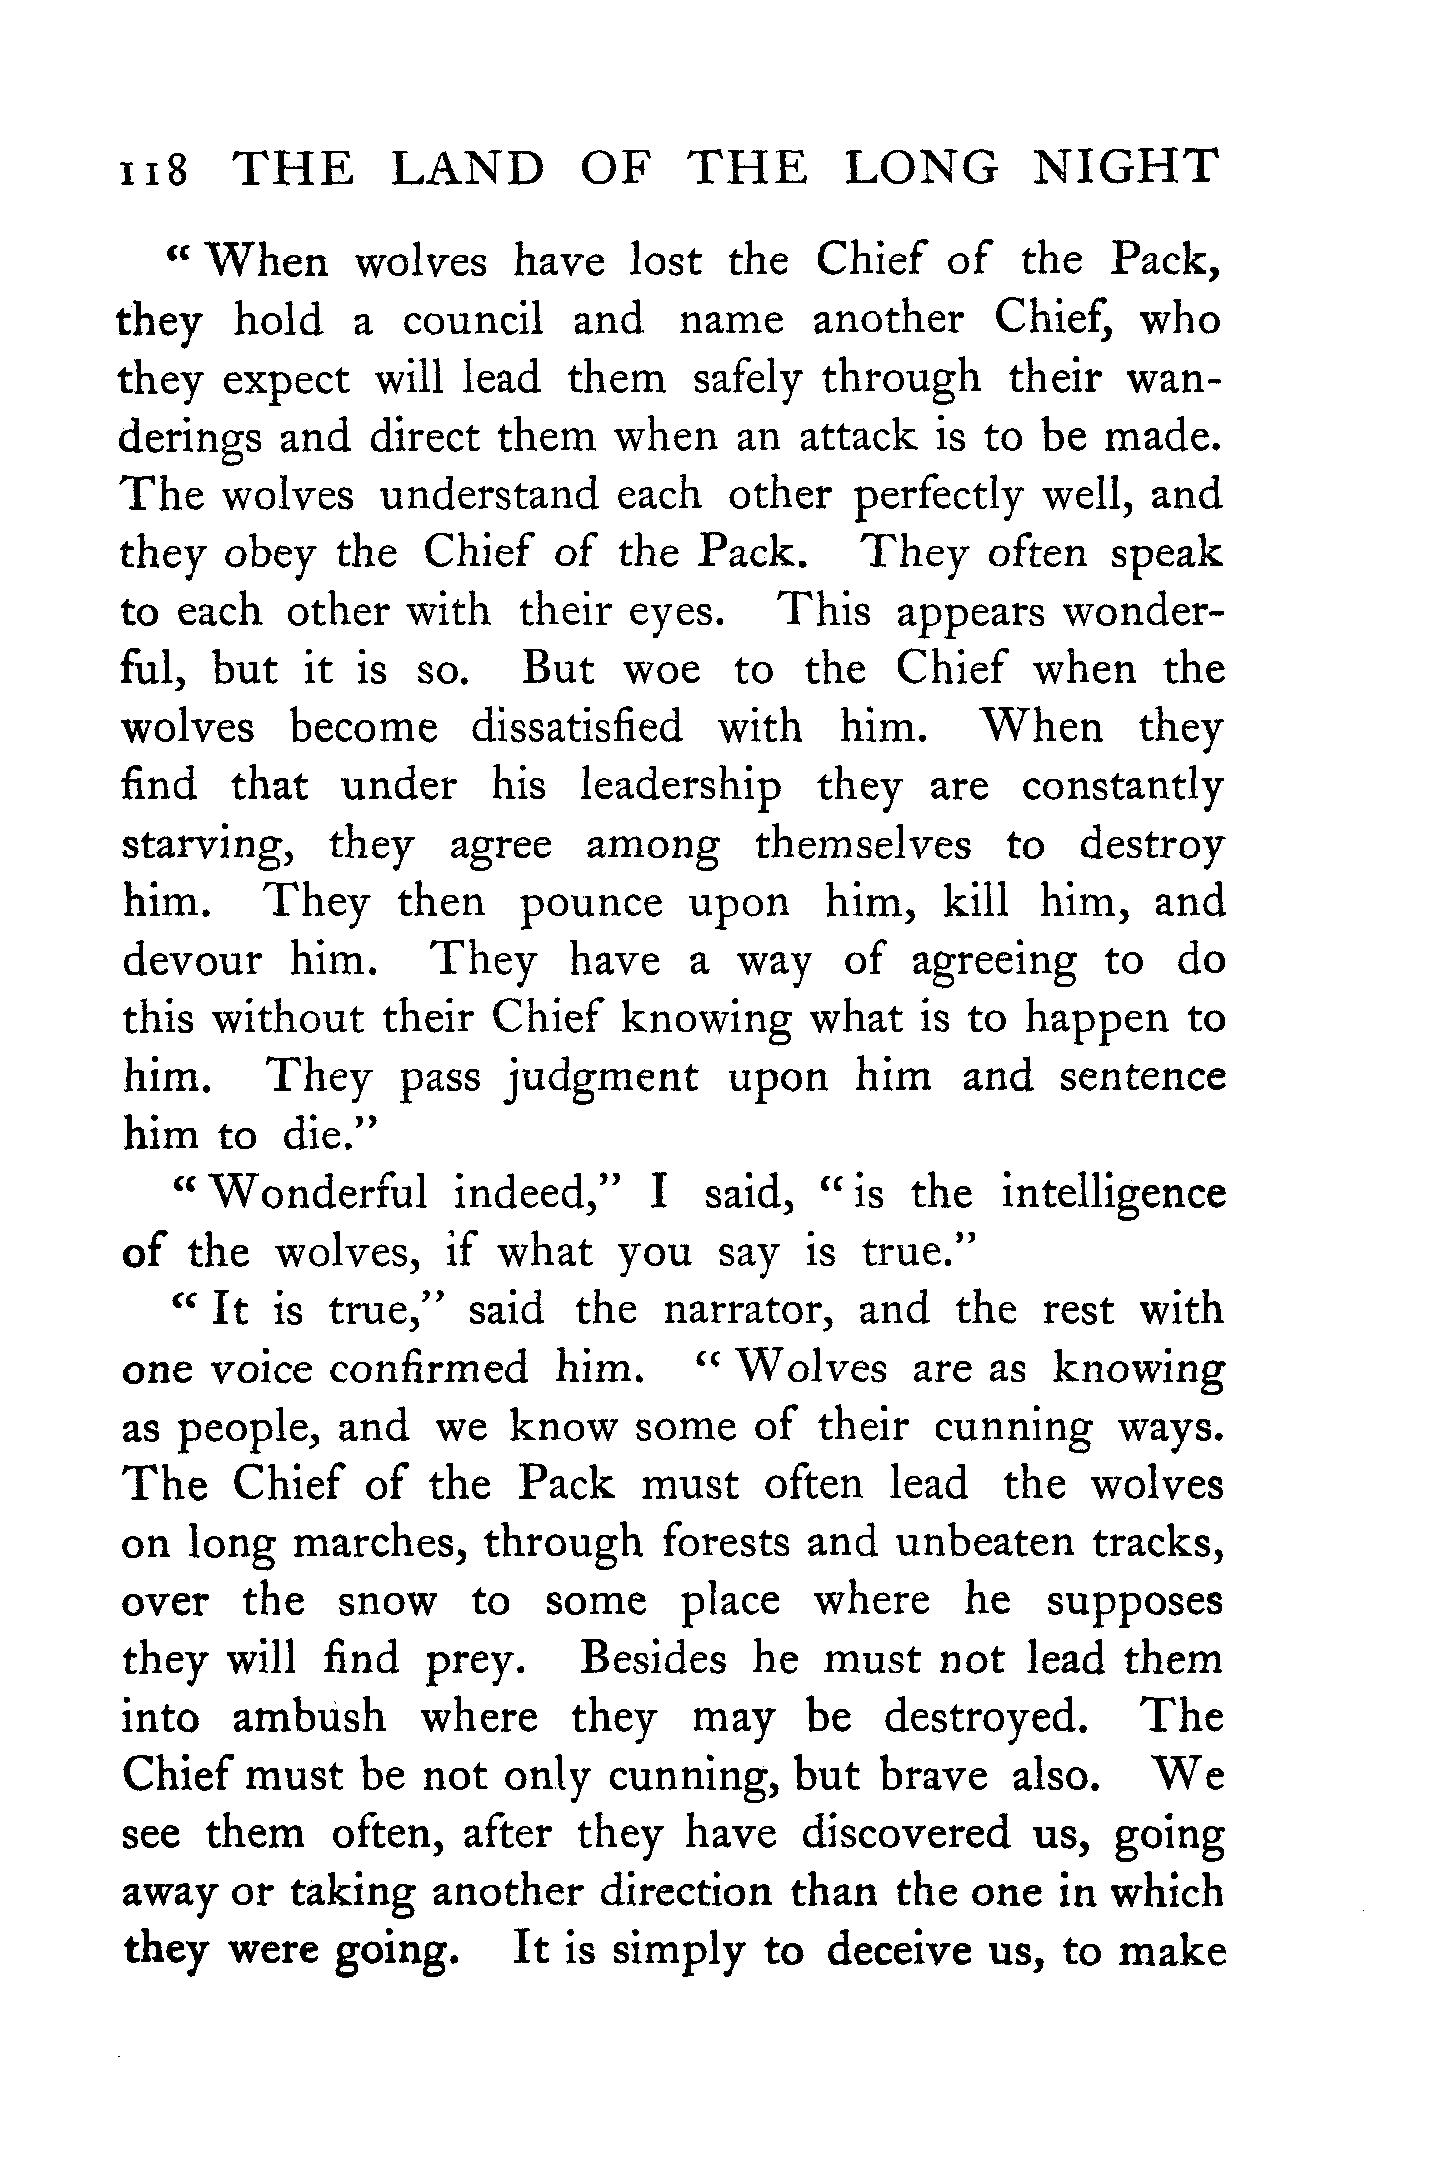 118 THE LAND OF THE LONG NIGHT
“When wolves have lost the Chief of the Pack,
they hold a council and name another Chief, who
they expect will lead them safely through their wan-
derings and direct them when an attack is to be made.
The wolves understand each other perfectly well, and
they obey the Chief of the Pack. They often speak
to each other with their eyes. This appears wonder-
ful, but it is so. But woe to the Chief when the
wolves become dissatisfied with him. When they
find that under his leadership they are constantly
starving, they agree among themselves to destroy
him. They then pounce upon him, kill him, and
devour him. They have a way of agreeing to do
this without their Chief knowing what is to happen to
him. They pass judgment upon him and sentence
him to die.”
“Wonderful indeed,” I said, “is the intelligence
of the wolves, if what you say is true.”
“It is true,” said the narrator, and the rest with
one voice confirmed him. “Wolves are as knowing
as people, and we know some of their cunning ways.
The Chief of the Pack must often lead the wolves
on long marches, through forests and unbeaten tracks,
over the snow to some place where he supposes
they will find prey. Besides he must not lead them
into ambush where they may be destroyed. The
Chief must be not only cunning, but brave also. We
see them often, after they have discovered us, going
away or taking another direction than the one in which
they were going. It is simply to deceive us, to make